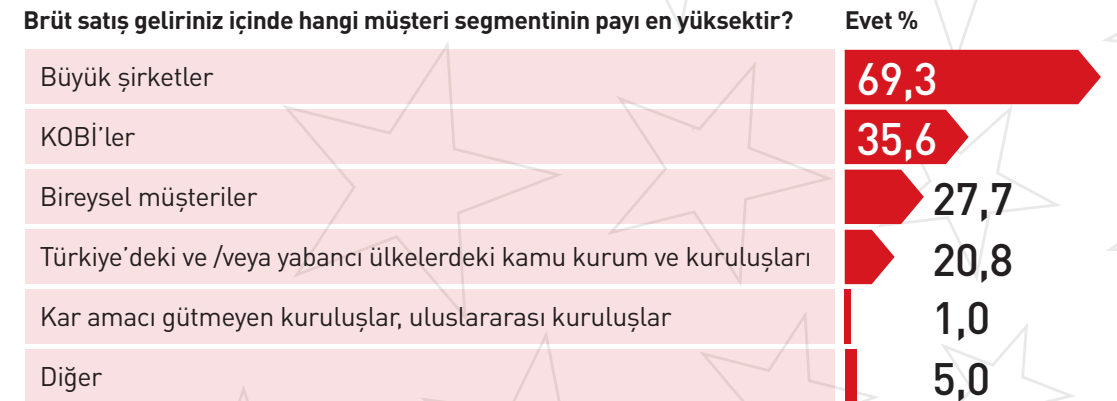 Brüt satış geliriniz içinde hangi müşteri segmentinin payı en yüksektir? Evet %
Büyük şirketler 69,3
KOBİ’ler 35,6
Bireysel müşteriler 27,7
Türkiye’deki ve /veya yabancı ülkelerdeki kamu kurum ve kuruluşları 20,8
Kar amacı gütmeyen kuruluşlar, uluslararası kuruluşlar 1,0
Diğer 5,0